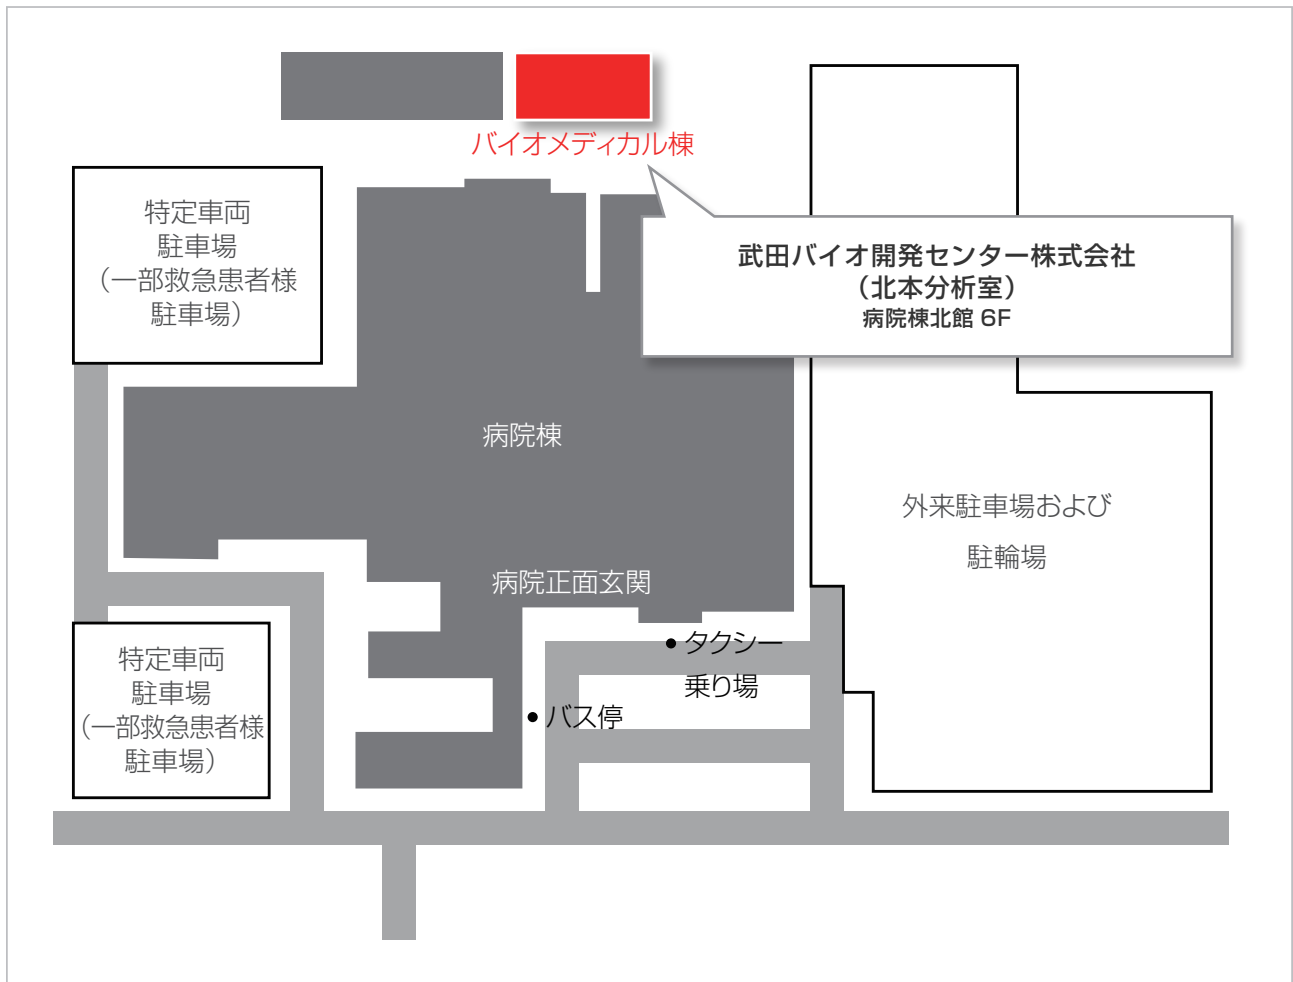 バイオメディカル棟
特定車両
駐車場
（一部救急患者様
駐車場）
武田バイオ開発センター株式会社
（北本分析室）
病院棟北館 6F
病院棟
外来駐車場および
駐輪場
病院正面玄関
タクシー
乗り場
バス停
特定車両
駐車場
（一部救急患者様
駐車場）